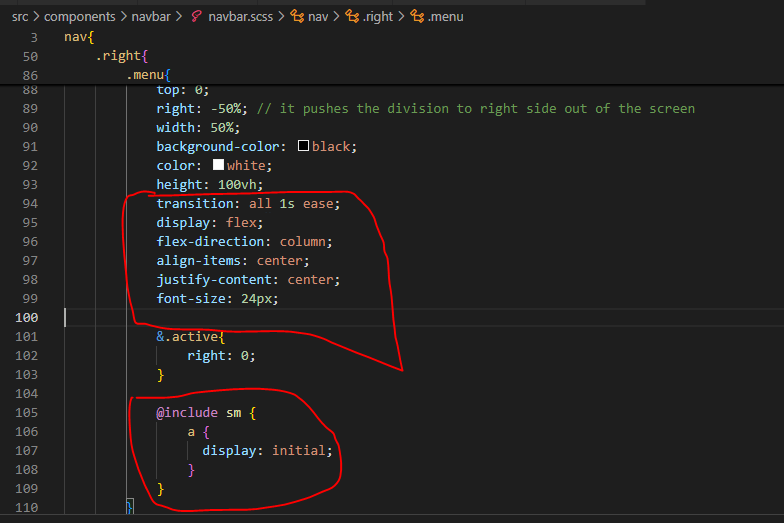 src > components > navbar > navbar.scss > nav > .right > .menu
3 nav{
50 .right{
86 .menu{
88 top: 0;
89 right: -50%; // it pushes the division to right side out of the screen
90 width: 50%;
91 background-color: black;
92 color: white;
93 height: 100vh;
94 transition: all 1s ease;
95 display: flex;
96 flex-direction: column;
97 align-items: center;
98 justify-content: center;
99 font-size: 24px;
100
101 &.active{
102 right: 0;
103 }
104
105 @include sm {
106 a {
107 display: initial;
108 }
109 }
110 }